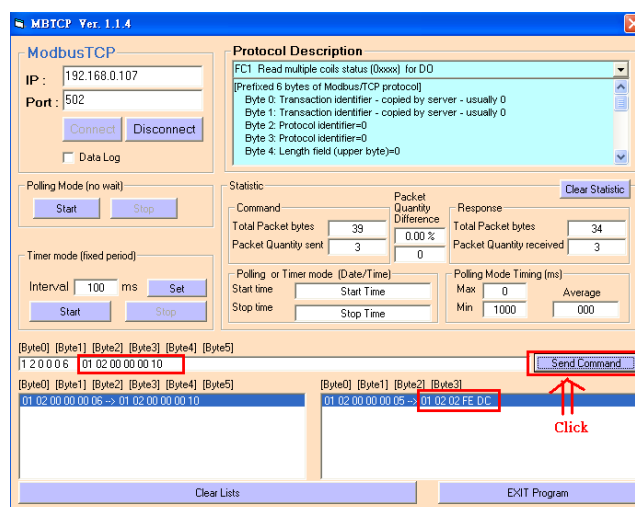 MBTCP Ver. 1.1.4
ModbusTCP
IP : 192.168.0.107
Port : 502
Connect Disconnect
Data Log
Protocol Description
FC1 Read multiple coils status (0xxxx) for DO
[Prefixed 6 bytes of Modbus/TCP protocol]
Byte 0: Transaction identifier - copied by server - usually 0
Byte 1: Transaction identifier - copied by server - usually 0
Byte 2: Protocol identifier=0
Byte 3: Protocol identifier=0
Byte 4: Length field (upper byte)=0
Polling Mode (no wait)
Start Stop
Timer mode (fixed period)
Interval 100 ms Set
Start Stop
Statistic
Clear Statistic
Command
Total Packet bytes 39
Packet Quantity sent 3
Packet
Quantity
Difference
0.00 %
0
Response
Total Packet bytes 34
Packet Quantity received 3
Polling or Timer mode (Date/Time)
Start time Start Time
Stop time Stop Time
Polling Mode Timing (ms)
Max 0 Average
Min 1000 000
[Byte0] [Byte1] [Byte2] [Byte3] [Byte4] [Byte5]
1 2 0 0 0 6 01 02 00 00 00 10
Send Command
[Byte0] [Byte1] [Byte2] [Byte3] [Byte4] [Byte5]
01 02 00 00 00 06 --> 01 02 00 00 00 10
[Byte0] [Byte1] [Byte2] [Byte3]
01 02 00 00 00 05 --> 01 02 02 FE DC
Click
Clear Lists
EXIT Program